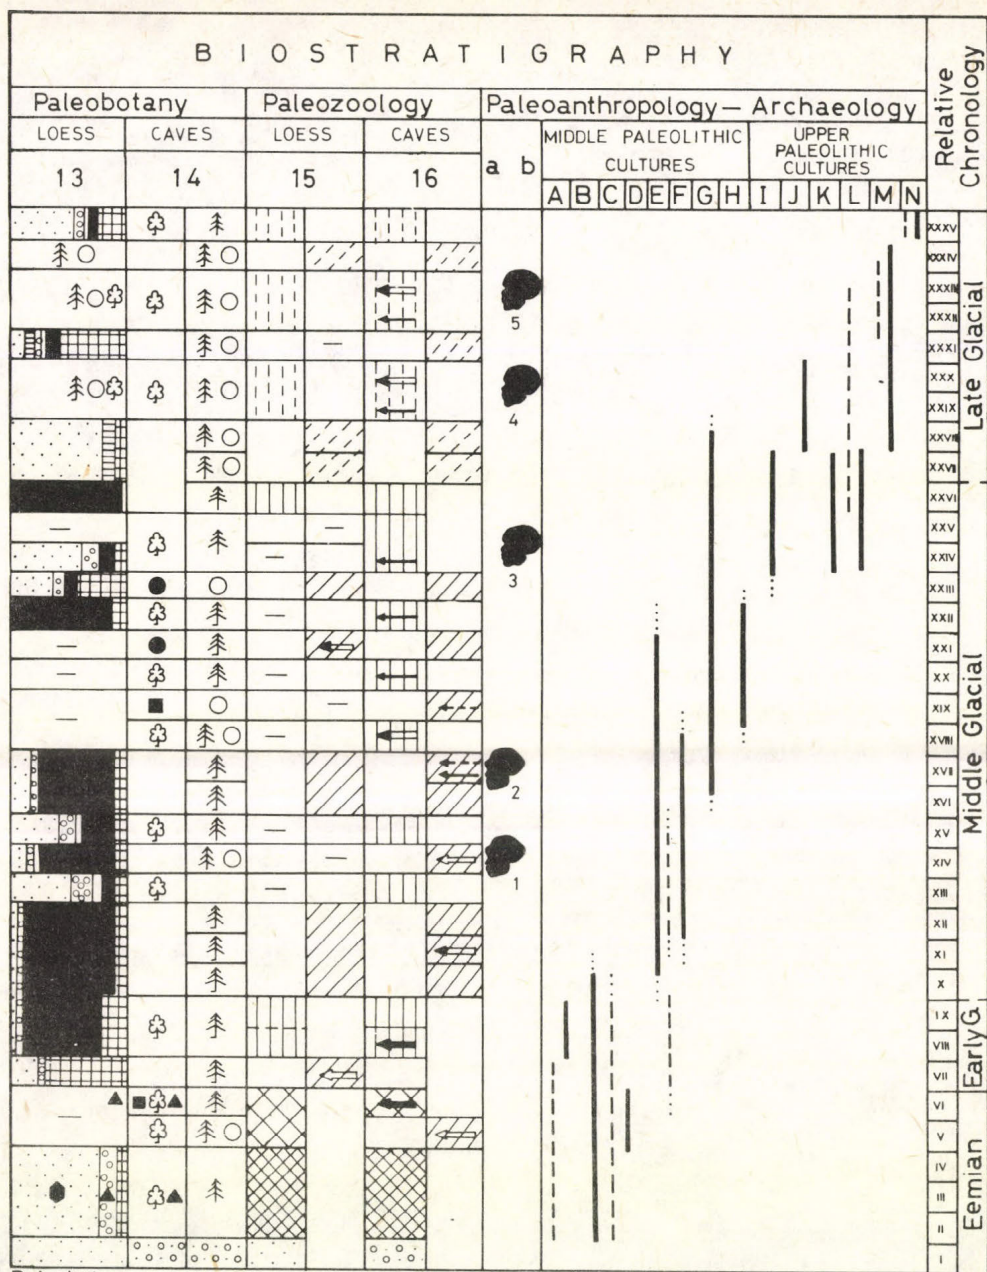 BIOSTRATIGRAPHY
Relative Chronology
Paleobotany Paleozoology Paleoanthropology — Archaeology
LOESS CAVES LOESS CAVES
a b
MIDDLE PALEOLITHIC CULTURES
UPPER PALEOLITHIC CULTURES
13 14 15 16
A B C D E F G H I J K L M N
XXXV
XXXIV
XXXIII
5
XXXII
XXXI
XXX
4
XXIX
XXVIII
XXVII
Late Glacial
XXVI
XXV
XXIV
3
XXIII
XXII
XXI
XX
XIX
XVIII
XVII
2
XVI
XV
XIV
1
XIII
XII
XI
X
Middle Glacial
IX
VIII
VII
Early G.
VI
V
IV
III
II
I
Eemian